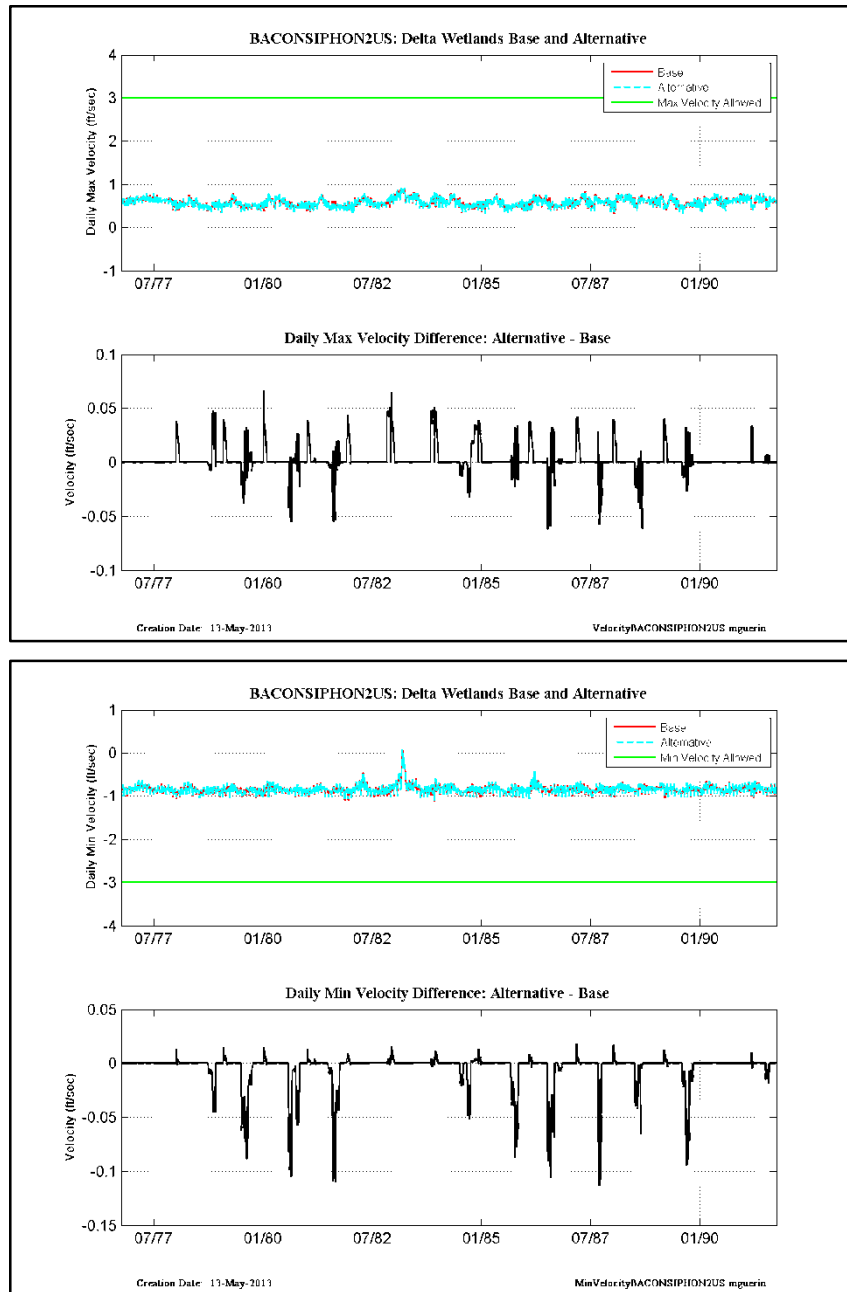 BACONSIPHON2US: Delta Wetlands Base and Alternative
Daily Max Velocity (ft/sec)
4
3
2
1
0
-1
Base
Alternative
Max Velocity Allowed
07/77 01/80 07/82 01/85 07/87 01/90
Daily Max Velocity Difference: Alternative - Base
Velocity (ft/sec)
0.1
0.05
0
-0.05
-0.1
07/77 01/80 07/82 01/85 07/87 01/90
Creation Date: 13-May-2013 VelocityBACONSIPHON2US mguerin
BACONSIPHON2US: Delta Wetlands Base and Alternative
Daily Min Velocity (ft/sec)
1
0
-1
-2
-3
-4
Base
Alternative
Min Velocity Allowed
07/77 01/80 07/82 01/85 07/87 01/90
Daily Min Velocity Difference: Alternative - Base
Velocity (ft/sec)
0.05
0
-0.05
-0.1
-0.15
07/77 01/80 07/82 01/85 07/87 01/90
Creation Date: 13-May-2013 MinVelocityBACONSIPHON2US mguerin